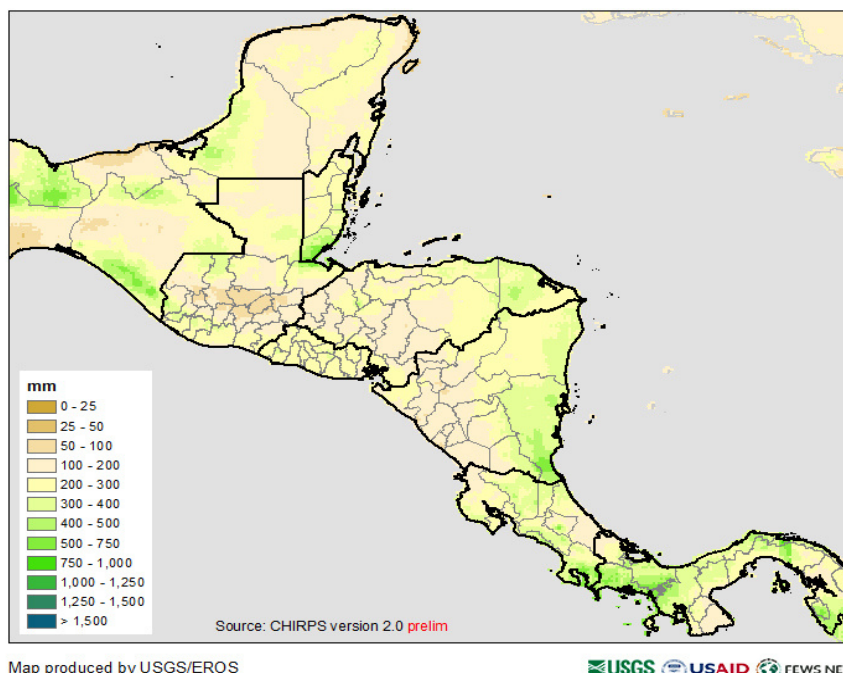 mm
0 - 25
25 - 50
50 - 100
100 - 200
200 - 300
300 - 400
400 - 500
500 - 750
750 - 1,000
1,000 - 1,250
1,250 - 1,500
> 1,500
Source: CHIRPS version 2.0 prelim
Map produced by USGS/EROS
USGS USAID FEWS NE